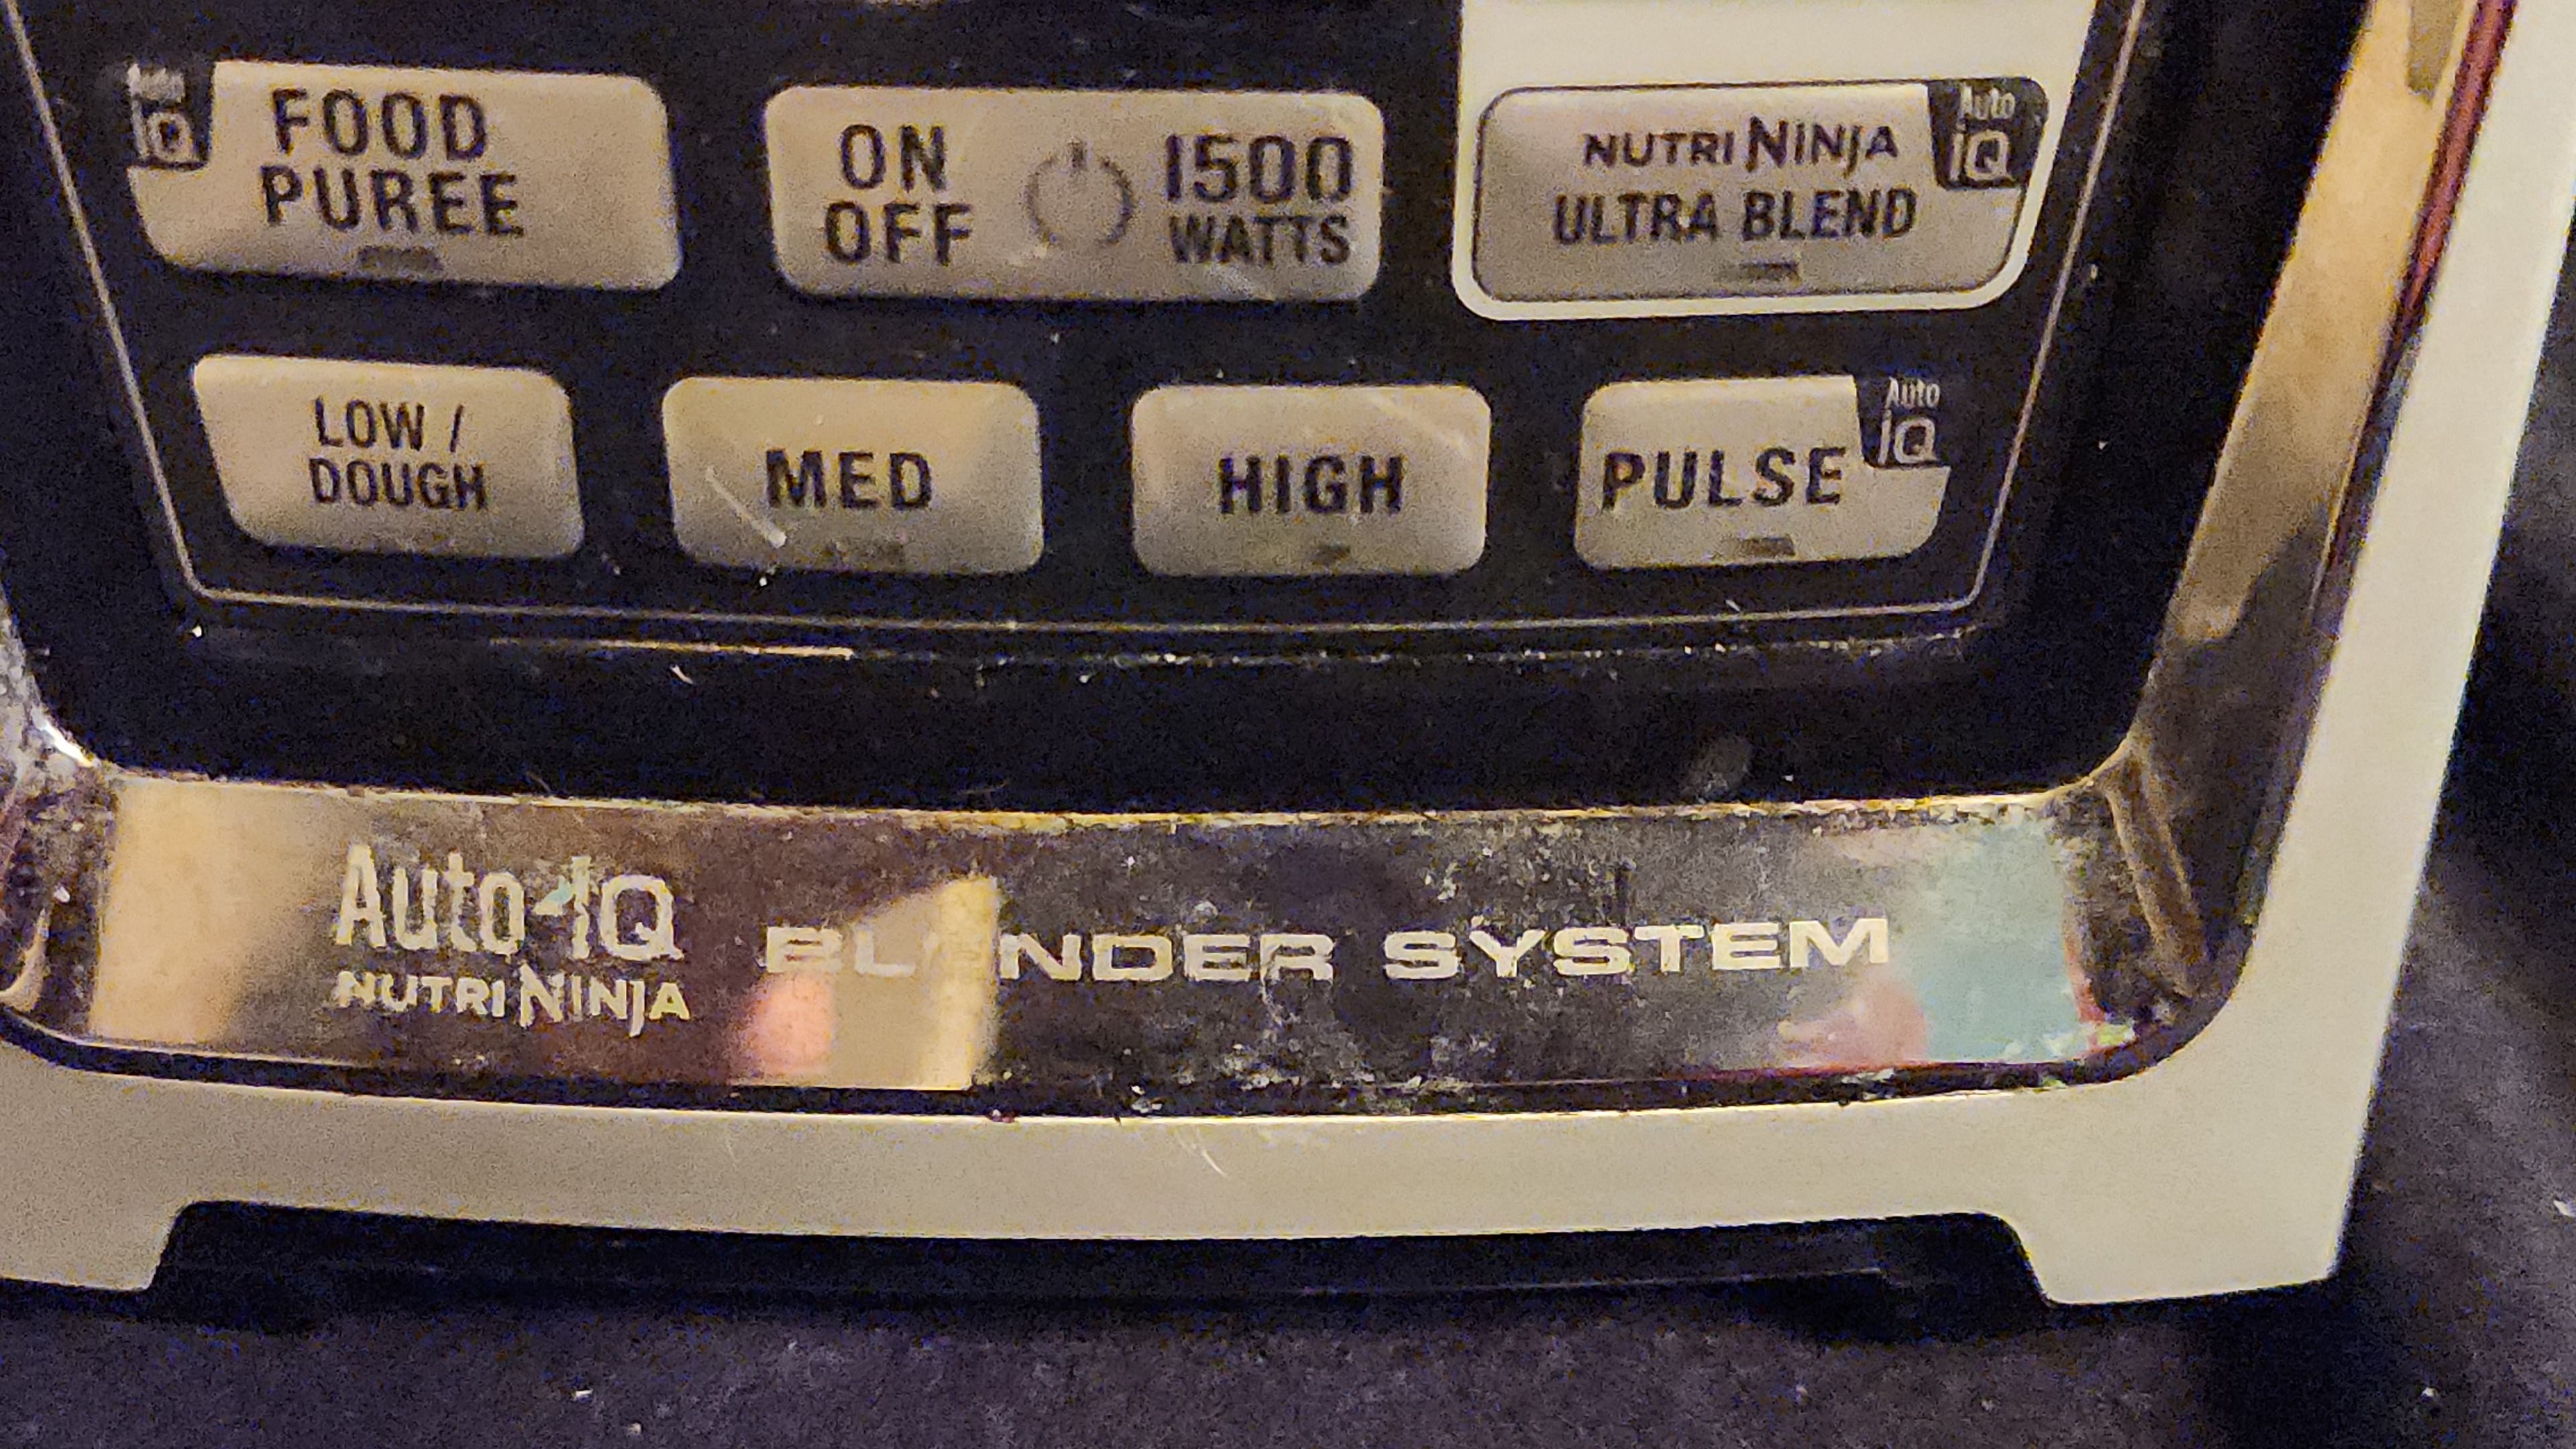 Auto iQ
FOOD
PUREE
ON
OFF
1500
WATTS
NUTRI NINJA
ULTRA BLEND
Auto iQ
LOW /
DOUGH
MED
HIGH
PULSE
Auto iQ
Auto iQ
NUTRI NINJA
BLENDER SYSTEM